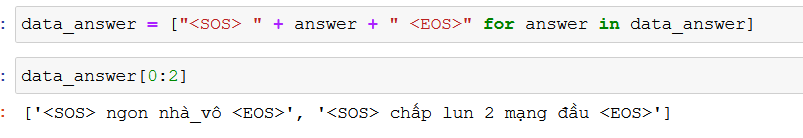 : data_answer = ["<SOS> " + answer + " <EOS>" for answer in data_answer]
: data_answer[0:2]
: ['<SOS> ngon nhà_vô <EOS>', '<SOS> chấp lun 2 mạng đầu <EOS>']